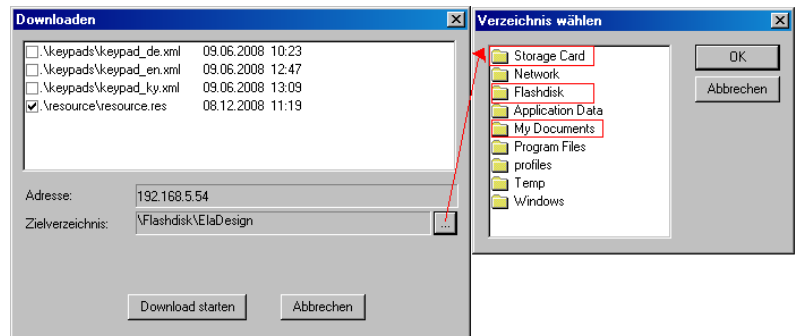 Downloaden
.\keypads\keypad_de.xml 09.06.2008 10:23
.\keypads\keypad_en.xml 09.06.2008 12:47
.\keypads\keypad_ky.xml 09.06.2008 13:09
.\resource\resource.res 08.12.2008 11:19
Adresse: 192.168.5.54
Zielverzeichnis: \Flashdisk\ElaDesign ...
Download starten Abbrechen
Verzeichnis wählen
Storage Card
Network
Flashdisk
Application Data
My Documents
Program Files
profiles
Temp
Windows
OK
Abbrechen